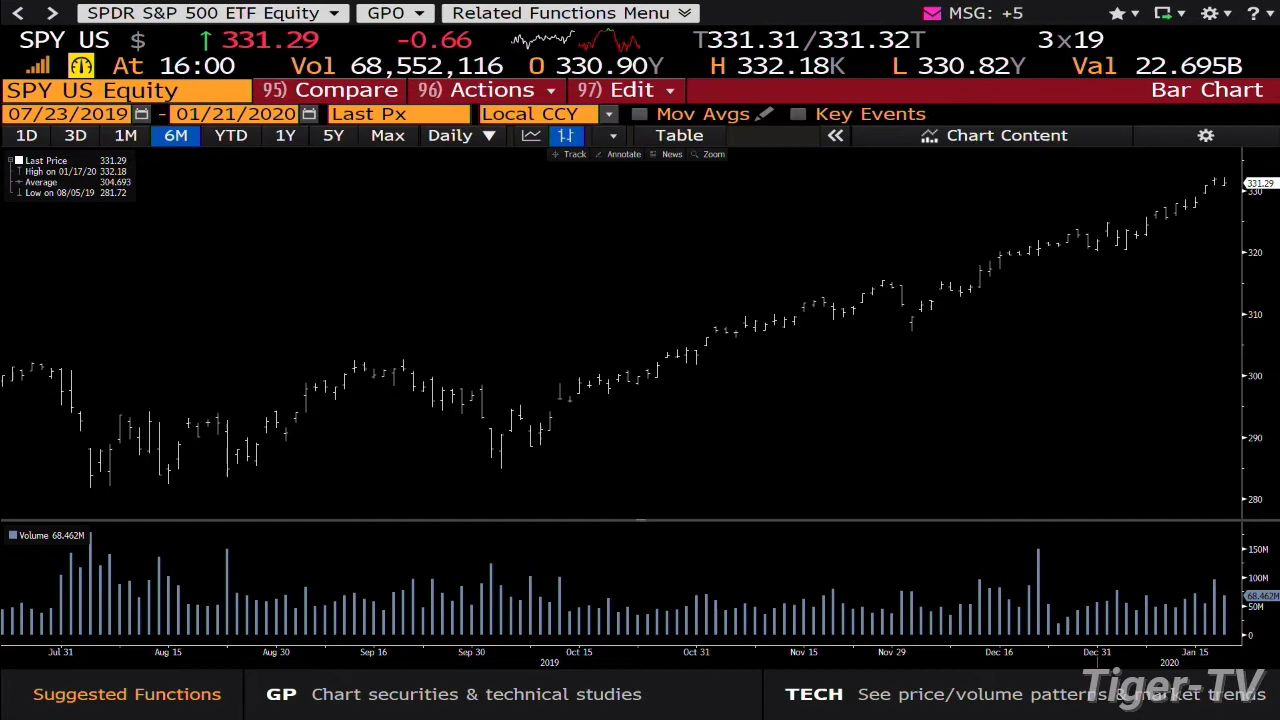 SPDR S&P 500 ETF Equity GPO Related Functions Menu MSG: +5 ?
SPY US $ 331.29 -0.66 T331.31/331.32T 3x19
At 16:00 Vol 68,552,116 O 330.90Y H 332.18K L 330.82Y Val 22.695B
SPY US Equity 95) Compare 96) Actions 97) Edit Bar Chart
07/23/2019 - 01/21/2020 Last Px Local CCY Mov Avgs Key Events
1D 3D 1M 6M YTD 1Y 5Y Max Daily Table Chart Content
Track Annotate News Zoom
Last Price 331.29
High on 01/17/20 332.18
Average 304.693
Low on 08/05/19 281.72
331.29
330
320
310
300
290
280
Volume 68.462M
150M
100M
68.462M
50M
0
Jul 31 Aug 15 Aug 30 Sep 16 Sep 30 Oct 15 Oct 31 Nov 15 Nov 29 Dec 16 Dec 31 Jan 15
2019 2020
Suggested Functions GP Chart securities & technical studies TECH See price/volume patterns & market trends
Tiger-TV